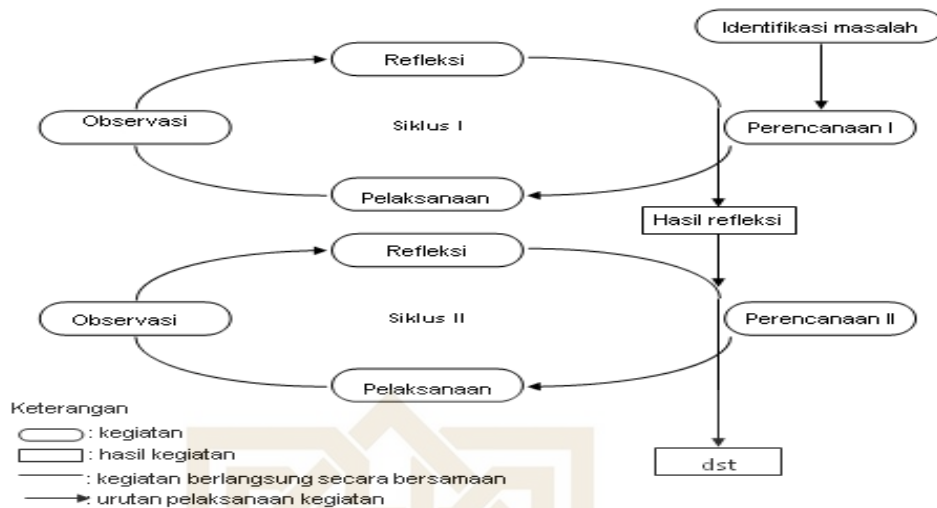 Identifikasi masalah
Refleksi
Observasi
Siklus I
Perencanaan I
Pelaksanaan
Hasil refleksi
Refleksi
Observasi
Siklus II
Perencanaan II
Pelaksanaan
Keterangan
: kegiatan
: hasil kegiatan
: kegiatan berlangsung secara bersamaan
: urutan pelaksanaan kegiatan
dst